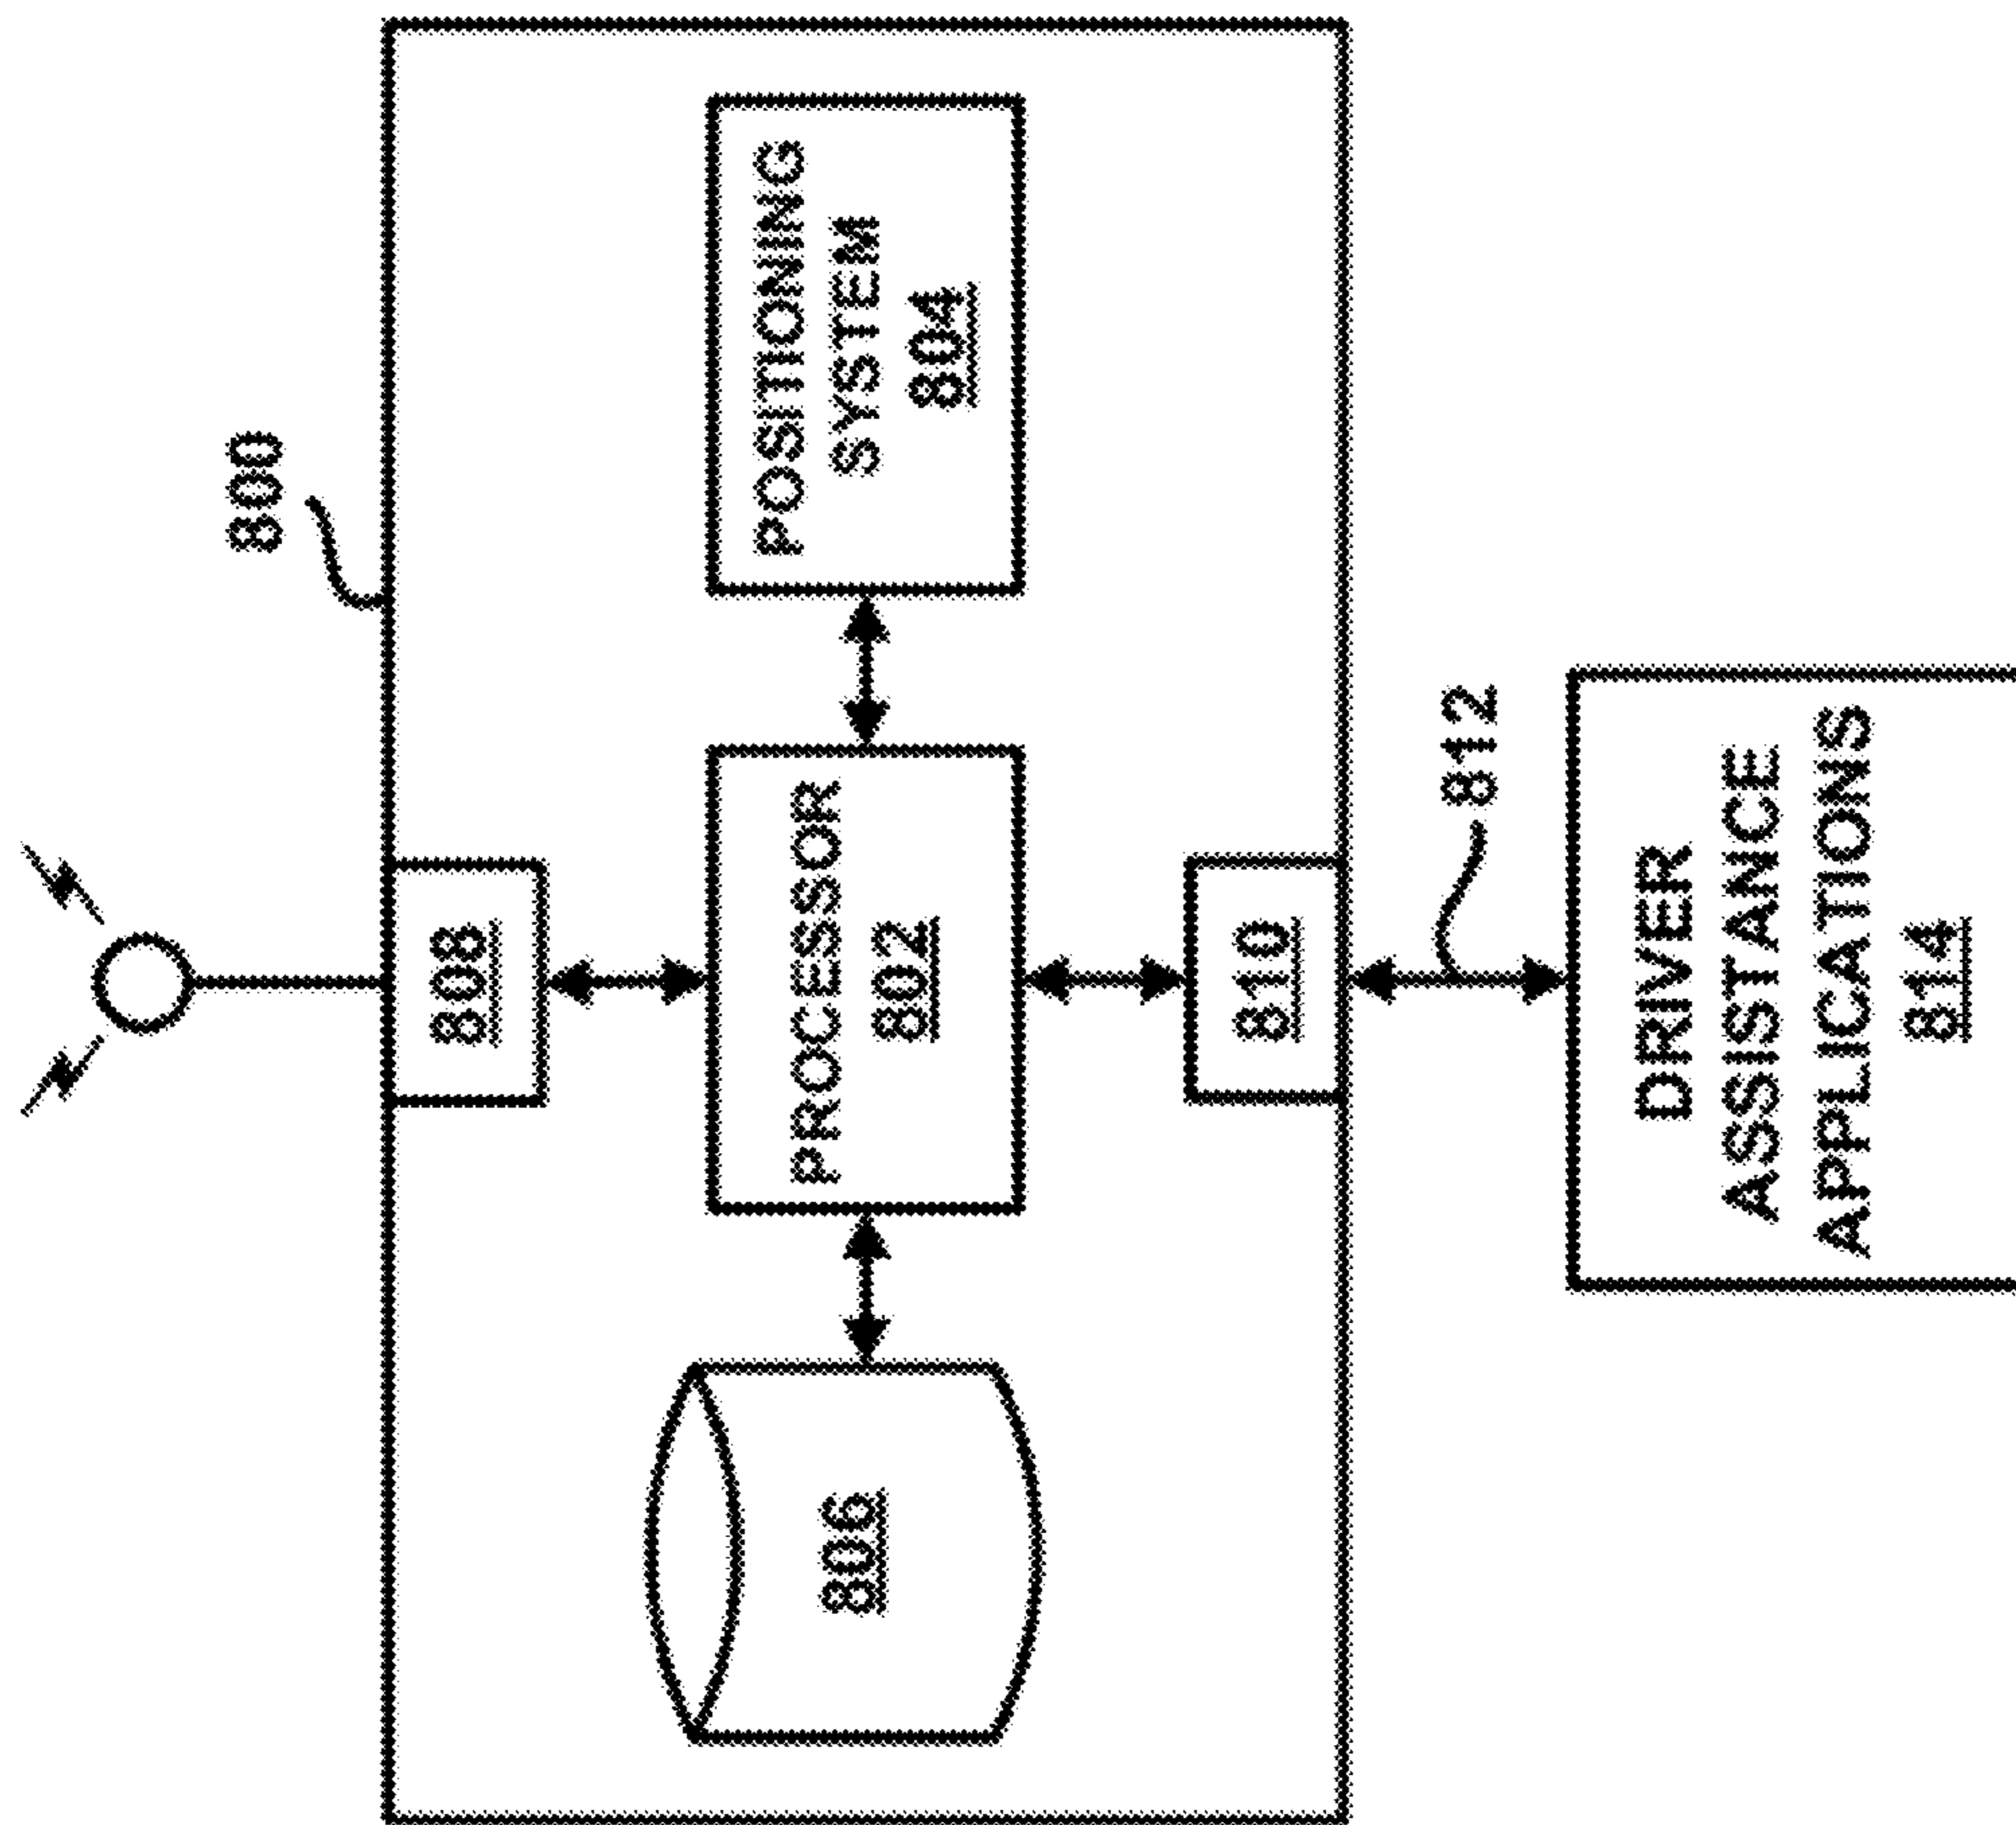 800
808
806
PROCESSOR
802
POSITIONING
SYSTEM
804
810
812
DRIVER
ASSISTANCE
APPLICATIONS
814